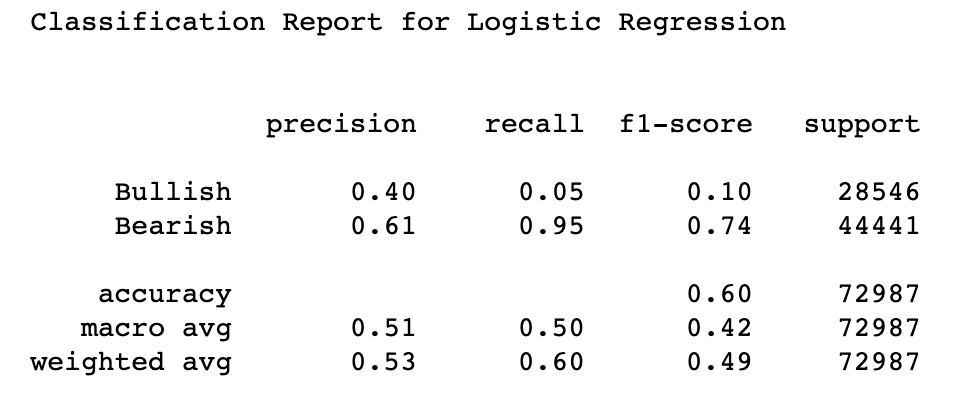 Classification Report for Logistic Regression
precision recall f1-score support
Bullish 0.40 0.05 0.10 28546
Bearish 0.61 0.95 0.74 44441
accuracy 0.60 72987
macro avg 0.51 0.50 0.42 72987
weighted avg 0.53 0.60 0.49 72987